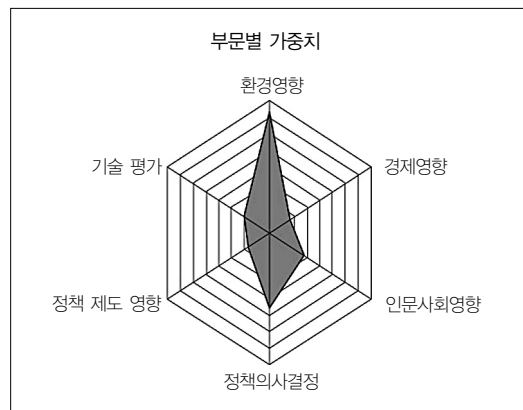 부문별 가중치
환경영향
기술 평가
경제영향
정책 제도 영향
인문사회영향
정책의사결정